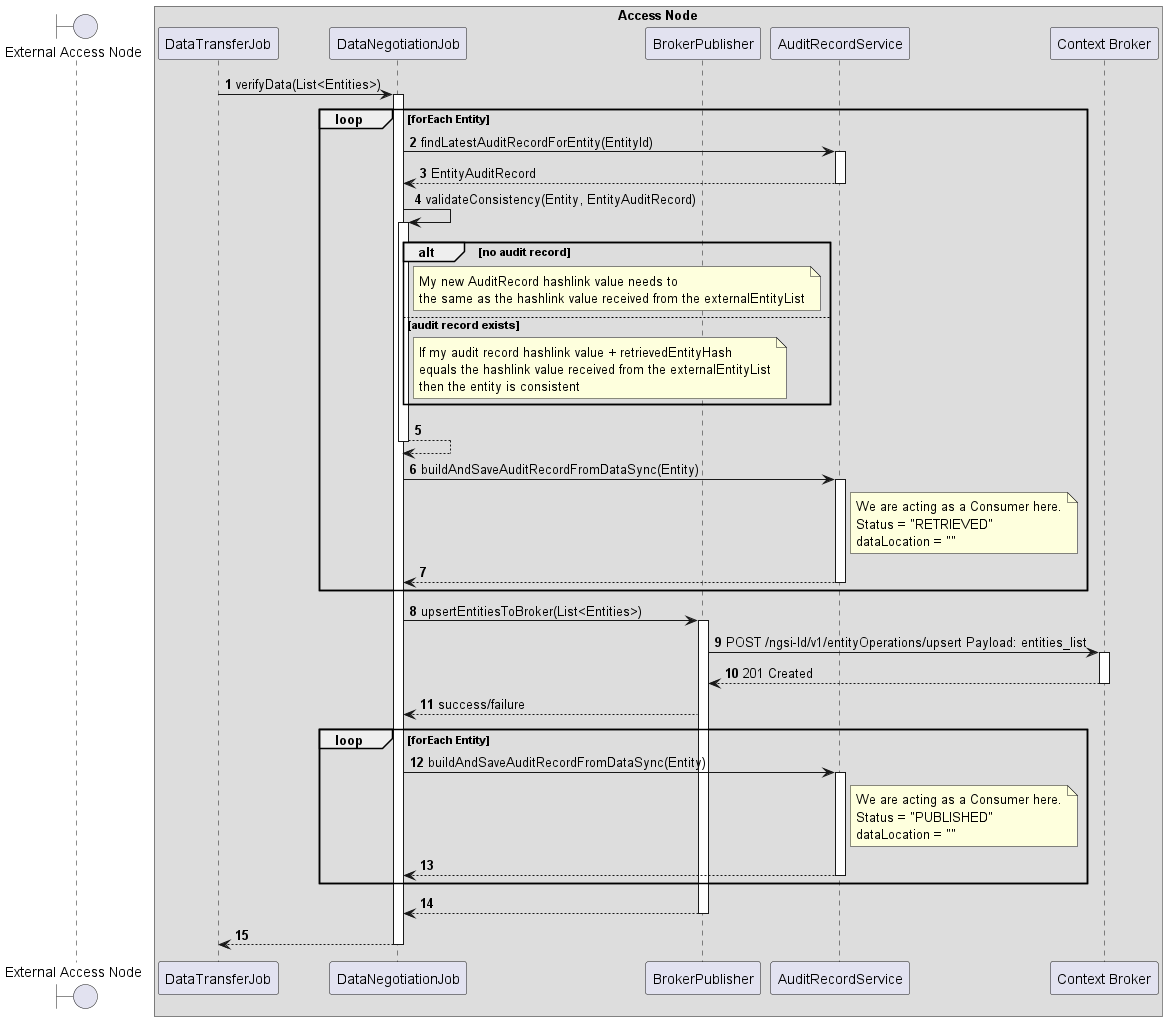 Access Node
External Access Node
DataTransferJob
DataNegotiationJob
BrokerPublisher
AuditRecordService
Context Broker
1 verifyData(List<Entities>)
loop [forEach Entity]
2 findLatestAuditRecordForEntity(EntityId)
3 EntityAuditRecord
4 validateConsistency(Entity, EntityAuditRecord)
alt [no audit record]
My new AuditRecord hashlink value needs to
the same as the hashlink value received from the externalEntityList
[audit record exists]
If my audit record hashlink value + retrievedEntityHash
equals the hashlink value received from the externalEntityList
then the entity is consistent
5
6 buildAndSaveAuditRecordFromDataSync(Entity)
We are acting as a Consumer here.
Status = "RETRIEVED"
dataLocation = ""
7
8 upsertEntitiesToBroker(List<Entities>)
9 POST /ngsi-ld/v1/entityOperations/upsert Payload: entities_list
10 201 Created
11 success/failure
loop [forEach Entity]
12 buildAndSaveAuditRecordFromDataSync(Entity)
We are acting as a Consumer here.
Status = "PUBLISHED"
dataLocation = ""
13
14
15
External Access Node
DataTransferJob
DataNegotiationJob
BrokerPublisher
AuditRecordService
Context Broker